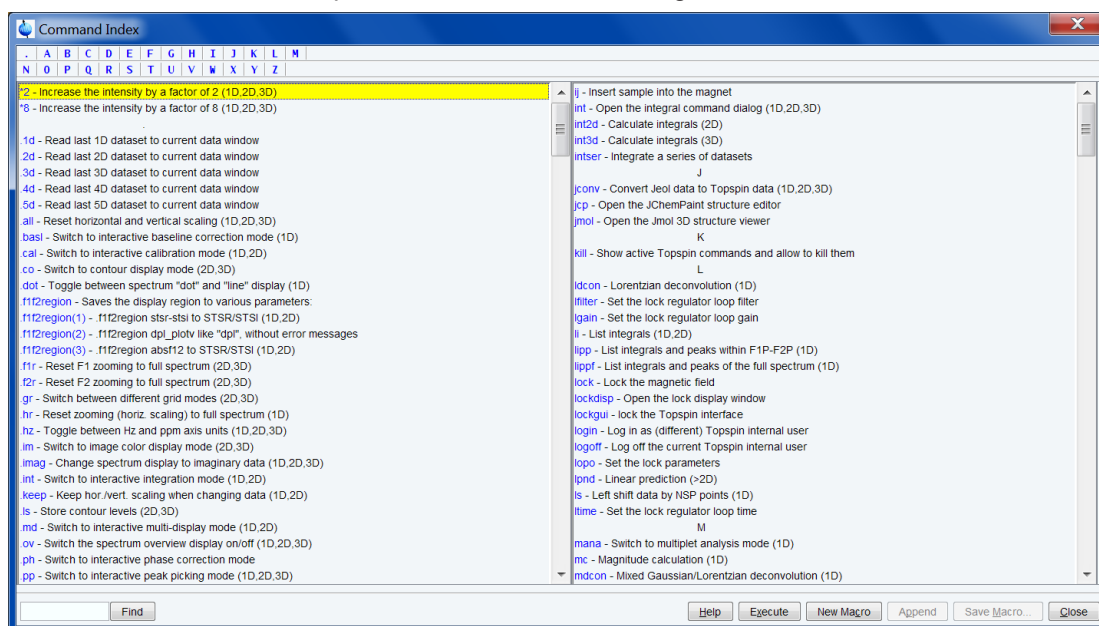 Command Index
. A B C D E F G H I J K L M
N O P Q R S T U V W X Y Z
*2 - Increase the intensity by a factor of 2 (1D,2D,3D)
*8 - Increase the intensity by a factor of 8 (1D,2D,3D)
.
.1d - Read last 1D dataset to current data window
.2d - Read last 2D dataset to current data window
.3d - Read last 3D dataset to current data window
.4d - Read last 4D dataset to current data window
.5d - Read last 5D dataset to current data window
.all - Reset horizontal and vertical scaling (1D,2D,3D)
.basl - Switch to interactive baseline correction mode (1D)
.cal - Switch to interactive calibration mode (1D,2D)
.co - Switch to contour display mode (2D,3D)
.dot - Toggle between spectrum "dot" and "line" display (1D)
.f1f2region - Saves the display region to various parameters:
.f1f2region(1) - .f1f2region stsr-stsi to STSR/STSI (1D,2D)
.f1f2region(2) - .f1f2region dpl_plotv like "dpl", without error messages
.f1f2region(3) - .f1f2region absf12 to STSR/STSI (1D,2D)
.f1r - Reset F1 zooming to full spectrum (2D,3D)
.f2r - Reset F2 zooming to full spectrum (2D,3D)
.gr - Switch between different grid modes (2D,3D)
.hr - Reset zooming (horiz. scaling) to full spectrum (1D)
.hz - Toggle between Hz and ppm axis units (1D,2D,3D)
.im - Switch to image color display mode (2D,3D)
.imag - Change spectrum display to imaginary data (1D,2D,3D)
.int - Switch to interactive integration mode (1D,2D)
.keep - Keep hor./vert. scaling when changing data (1D,2D)
.ls - Store contour levels (2D,3D)
.md - Switch to interactive multi-display mode (1D,2D)
.ov - Switch the spectrum overview display on/off (1D,2D,3D)
.ph - Switch to interactive phase correction mode
.pp - Switch to interactive peak picking mode (1D,2D,3D)
ij - Insert sample into the magnet
int - Open the integral command dialog (1D,2D,3D)
int2d - Calculate integrals (2D)
int3d - Calculate integrals (3D)
intser - Integrate a series of datasets
J
jconv - Convert Jeol data to Topspin data (1D,2D,3D)
jcp - Open the JChemPaint structure editor
jmol - Open the Jmol 3D structure viewer
K
kill - Show active Topspin commands and allow to kill them
L
ldcon - Lorentzian deconvolution (1D)
lfilter - Set the lock regulator loop filter
lgain - Set the lock regulator loop gain
li - List integrals (1D,2D)
lipp - List integrals and peaks within F1P-F2P (1D)
lippf - List integrals and peaks of the full spectrum (1D)
lock - Lock the magnetic field
lockdisp - Open the lock display window
lockgui - lock the Topspin interface
login - Log in as (different) Topspin internal user
logoff - Log off the current Topspin internal user
lopo - Set the lock parameters
lpnd - Linear prediction (>2D)
ls - Left shift data by NSP points (1D)
ltime - Set the lock regulator loop time
M
mana - Switch to multiplet analysis mode (1D)
mc - Magnitude calculation (1D)
mdcon - Mixed Gaussian/Lorentzian deconvolution (1D)
Find Help Execute New Macro Append Save Macro... Close